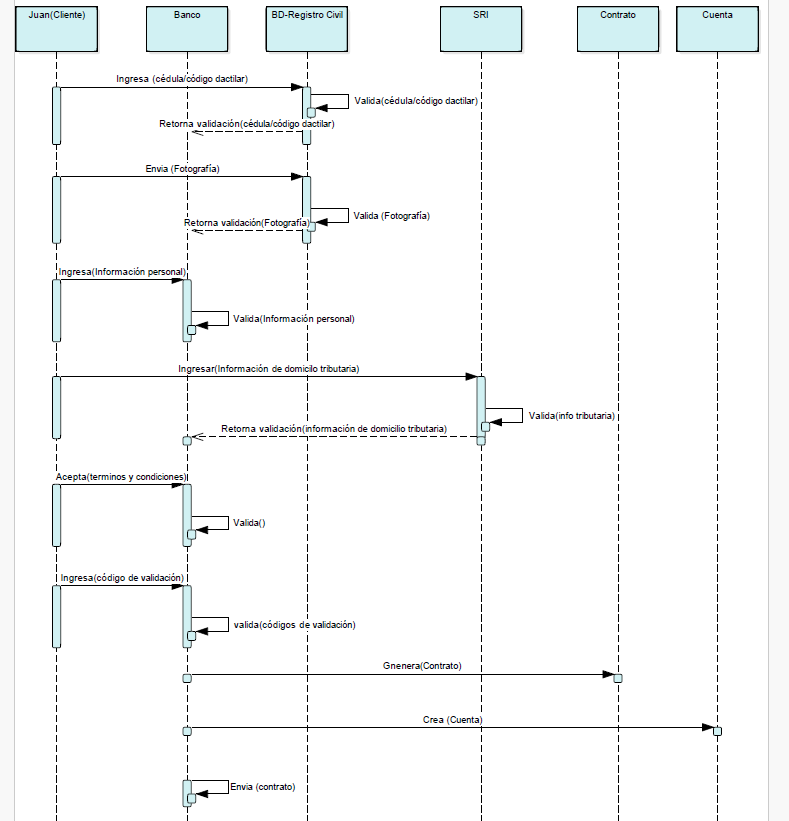 Juan(Cliente)
Banco
BD-Registro Civil
SRI
Contrato
Cuenta
Ingresa (cédula/código dactilar)
Valida(cédula/código dactilar)
Retorna validación(cédula/código dactilar)
Envia (Fotografía)
Valida (Fotografía)
Retorna validación(Fotografía)
Ingresa(Información personal)
Valida(Información personal)
Ingresar(Información de domicilo tributaria)
Valida(info tributaria)
Retorna validación(información de domicilio tributaria)
Acepta(terminos y condiciones)
Valida()
Ingresa(código de validación)
valida(códigos de validación)
Gnenera(Contrato)
Crea (Cuenta)
Envia (contrato)